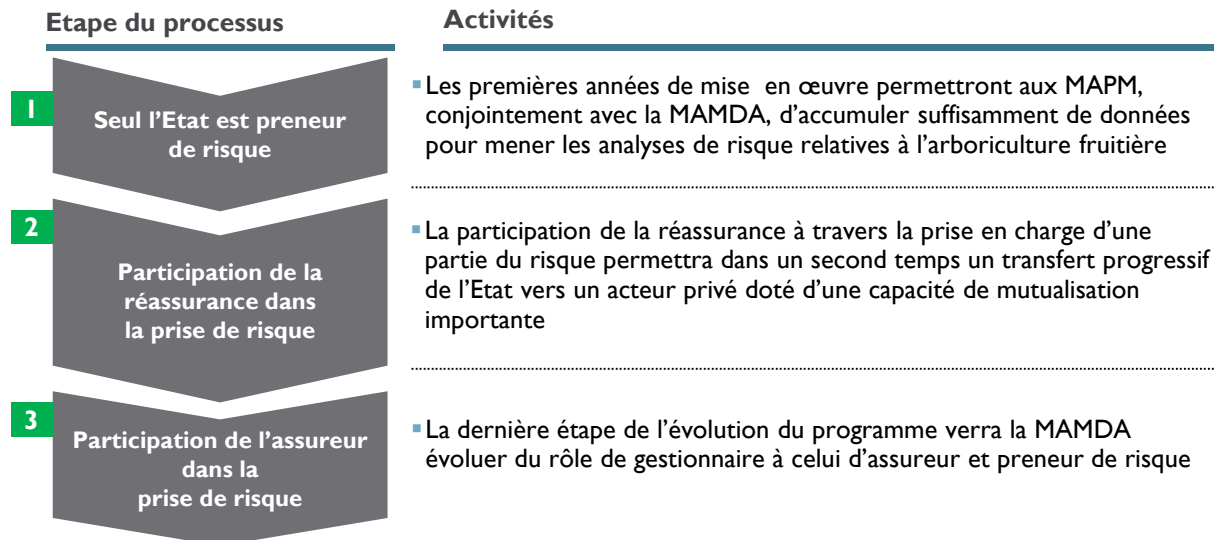 Etape du processus
Activités
1
Seul l’Etat est preneur
de risque
▪Les premières années de mise en œuvre permettront aux MAPM,
conjointement avec la MAMDA, d’accumuler suffisamment de données
pour mener les analyses de risque relatives à l’arboriculture fruitière
2
Participation de la
réassurance dans
la prise de risque
▪La participation de la réassurance à travers la prise en charge d’une
partie du risque permettra dans un second temps un transfert progressif
de l’Etat vers un acteur privé doté d’une capacité de mutualisation
importante
3
Participation de l’assureur
dans la
prise de risque
▪La dernière étape de l’évolution du programme verra la MAMDA
évoluer du rôle de gestionnaire à celui d’assureur et preneur de risque